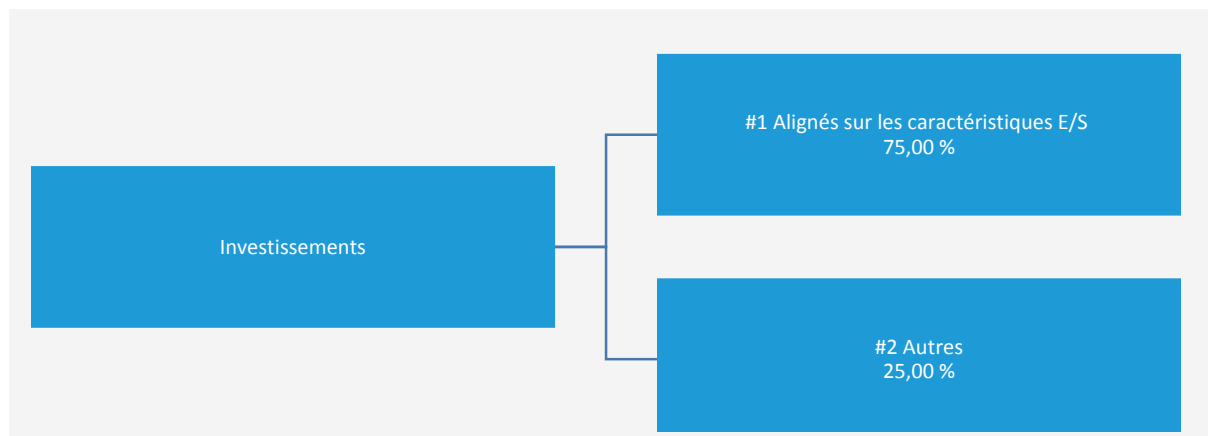 #1 Alignés sur les caractéristiques E/S
75,00 %
Investissements
#2 Autres
25,00 %